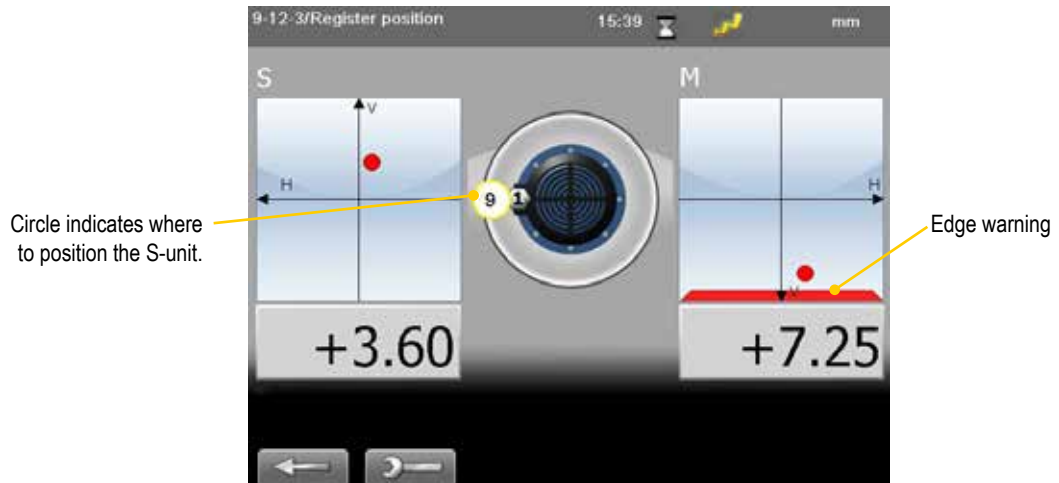 9-12-3/Register position 15:39 mm
S
M
V
H
H
9 1
V
Circle indicates where
to position the S-unit.
Edge warning
+3.60
+7.25